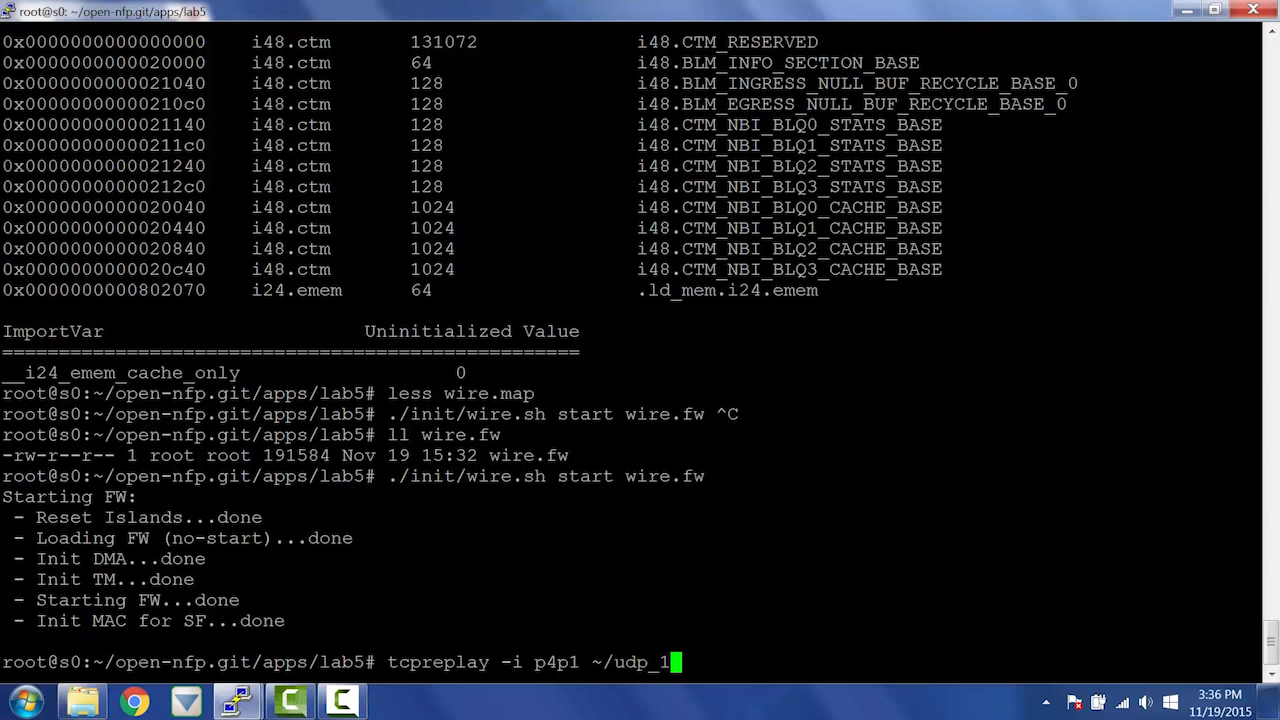 root@s0: ~/open-nfp.git/apps/lab5
0x0000000000000000 i48.ctm 131072 i48.CTM_RESERVED
0x0000000000020000 i48.ctm 64 i48.BLM_INFO_SECTION_BASE
0x0000000000021040 i48.ctm 128 i48.BLM_INGRESS_NULL_BUF_RECYCLE_BASE_0
0x00000000000210c0 i48.ctm 128 i48.BLM_EGRESS_NULL_BUF_RECYCLE_BASE_0
0x0000000000021140 i48.ctm 128 i48.CTM_NBI_BLQ0_STATS_BASE
0x00000000000211c0 i48.ctm 128 i48.CTM_NBI_BLQ1_STATS_BASE
0x0000000000021240 i48.ctm 128 i48.CTM_NBI_BLQ2_STATS_BASE
0x00000000000212c0 i48.ctm 128 i48.CTM_NBI_BLQ3_STATS_BASE
0x0000000000020040 i48.ctm 1024 i48.CTM_NBI_BLQ0_CACHE_BASE
0x0000000000020440 i48.ctm 1024 i48.CTM_NBI_BLQ1_CACHE_BASE
0x0000000000020840 i48.ctm 1024 i48.CTM_NBI_BLQ2_CACHE_BASE
0x0000000000020c40 i48.ctm 1024 i48.CTM_NBI_BLQ3_CACHE_BASE
0x0000000000802070 i24.emem 64 .ld_mem.i24.emem
ImportVar Uninitialized Value
===================================================
__i24_emem_cache_only 0
root@s0:~/open-nfp.git/apps/lab5# less wire.map
root@s0:~/open-nfp.git/apps/lab5# ./init/wire.sh start wire.fw ^C
root@s0:~/open-nfp.git/apps/lab5# ll wire.fw
-rw-r--r-- 1 root root 191584 Nov 19 15:32 wire.fw
root@s0:~/open-nfp.git/apps/lab5# ./init/wire.sh start wire.fw
Starting FW:
- Reset Islands...done
- Loading FW (no-start)...done
- Init DMA...done
- Init TM...done
- Starting FW...done
- Init MAC for SF...done
root@s0:~/open-nfp.git/apps/lab5# tcpreplay -i p4p1 ~/udp_1
3:36 PM
11/19/2015